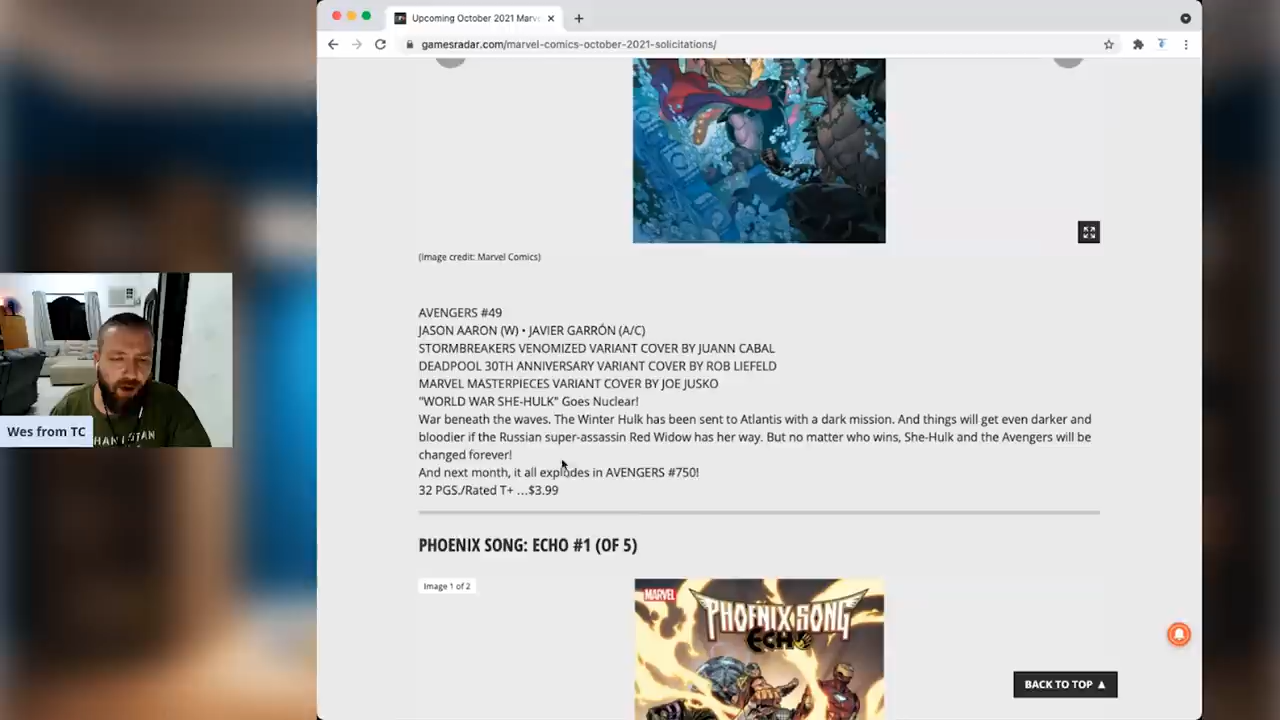 Upcoming October 2021 Marv
gamesradar.com/marvel-comics-october-2021-solicitations/
(Image credit: Marvel Comics)
AVENGERS #49
JASON AARON (W) • JAVIER GARRÓN (A/C)
STORMBREAKERS VENOMIZED VARIANT COVER BY JUANN CABAL
DEADPOOL 30TH ANNIVERSARY VARIANT COVER BY ROB LIEFELD
MARVEL MASTERPIECES VARIANT COVER BY JOE JUSKO
"WORLD WAR SHE-HULK" Goes Nuclear!
War beneath the waves. The Winter Hulk has been sent to Atlantis with a dark mission. And things will get even darker and
bloodier if the Russian super-assassin Red Widow has her way. But no matter who wins, She-Hulk and the Avengers will be
changed forever!
And next month, it all explodes in AVENGERS #750!
32 PGS./Rated T+ …$3.99
PHOENIX SONG: ECHO #1 (OF 5)
Image 1 of 2
MARVEL
PHOENIX SONG
ECHO
BACK TO TOP ▲
Wes from TC